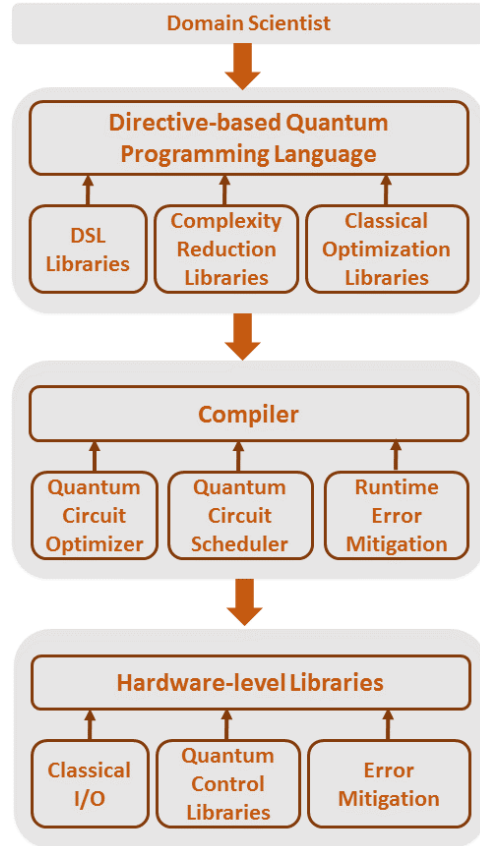 Domain Scientist
Directive-based Quantum
Programming Language
DSL
Libraries
Complexity
Reduction
Libraries
Classical
Optimization
Libraries
Compiler
Quantum
Circuit
Optimizer
Quantum
Circuit
Scheduler
Runtime
Error
Mitigation
Hardware-level Libraries
Classical
I/O
Quantum
Control
Libraries
Error
Mitigation